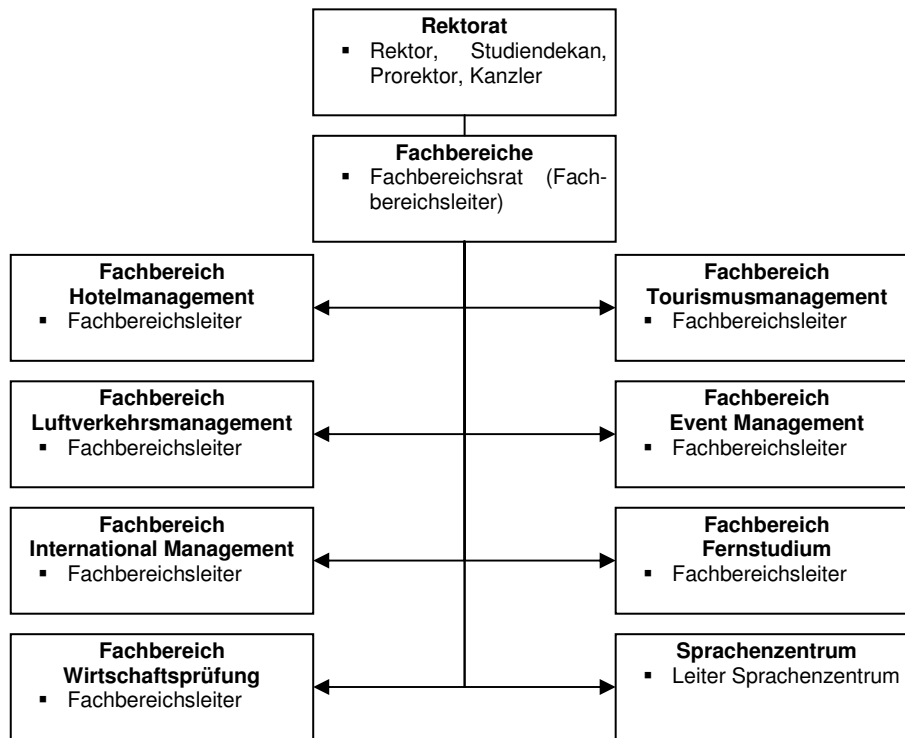 Rektorat
▪ Rektor, Studiendekan,
Prorektor, Kanzler
Fachbereiche
▪ Fachbereichsrat (Fach-
bereichsleiter)
Fachbereich
Hotelmanagement
▪ Fachbereichsleiter
Fachbereich
Tourismusmanagement
▪ Fachbereichsleiter
Fachbereich
Luftverkehrsmanagement
▪ Fachbereichsleiter
Fachbereich
Event Management
▪ Fachbereichsleiter
Fachbereich
International Management
▪ Fachbereichsleiter
Fachbereich
Fernstudium
▪ Fachbereichsleiter
Fachbereich
Wirtschaftsprüfung
▪ Fachbereichsleiter
Sprachenzentrum
▪ Leiter Sprachenzentrum